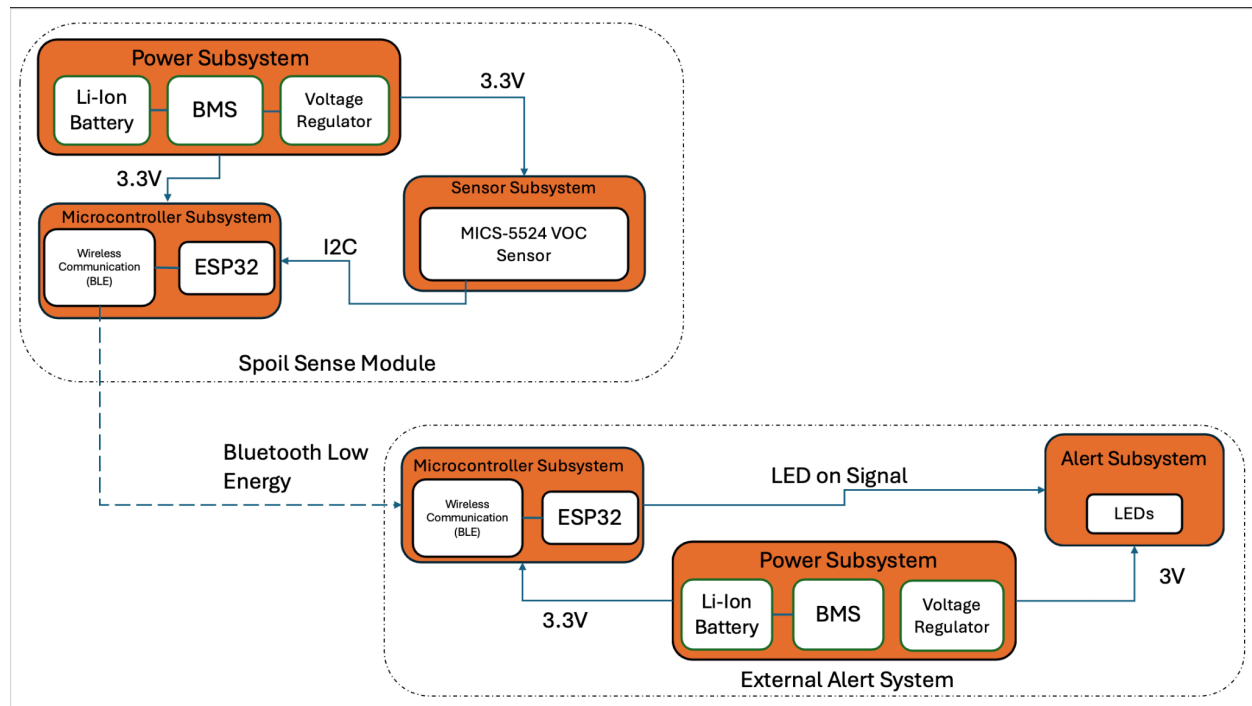 Power Subsystem
Li-Ion
Battery
BMS
Voltage
Regulator
3.3V
3.3V
Sensor Subsystem
MICS-5524 VOC
Sensor
Microcontroller Subsystem
Wireless
Communication
(BLE)
ESP32
I2C
Spoil Sense Module
Bluetooth Low
Energy
Microcontroller Subsystem
Wireless
Communication
(BLE)
ESP32
LED on Signal
Alert Subsystem
LEDs
Power Subsystem
Li-Ion
Battery
BMS
Voltage
Regulator
3.3V
3V
External Alert System